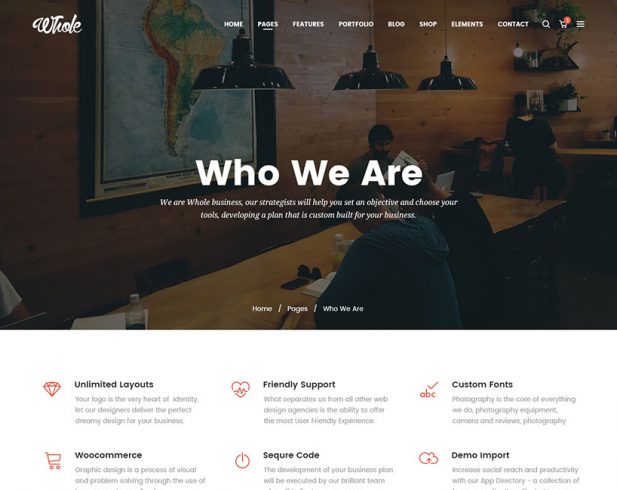 Whole
HOME PAGES FEATURES PORTFOLIO BLOG SHOP ELEMENTS CONTACT 3
Who We Are
We are Whole business, our strategists will help you set an objective and choose your
tools, developing a plan that is custom built for your business.
Home / Pages / Who We Are
Unlimited Layouts
Your logo is the very heart of identity,
let our designers deliver the perfect
dreamy design for your business.
Friendly Support
What separates us from all other web
design agencies is the ability to offer
the most User Friendly Experience.
abc
Custom Fonts
Photography is the core of everything
we do, photography equipment,
camera and reviews, photography
Woocommerce
Graphic design is a process of visual
and problem solving through the use of
Sequre Code
The development of your business plan
will be executed by our brilliant team
Demo Import
Increase social reach and productivity
with our App Directory - a collection of